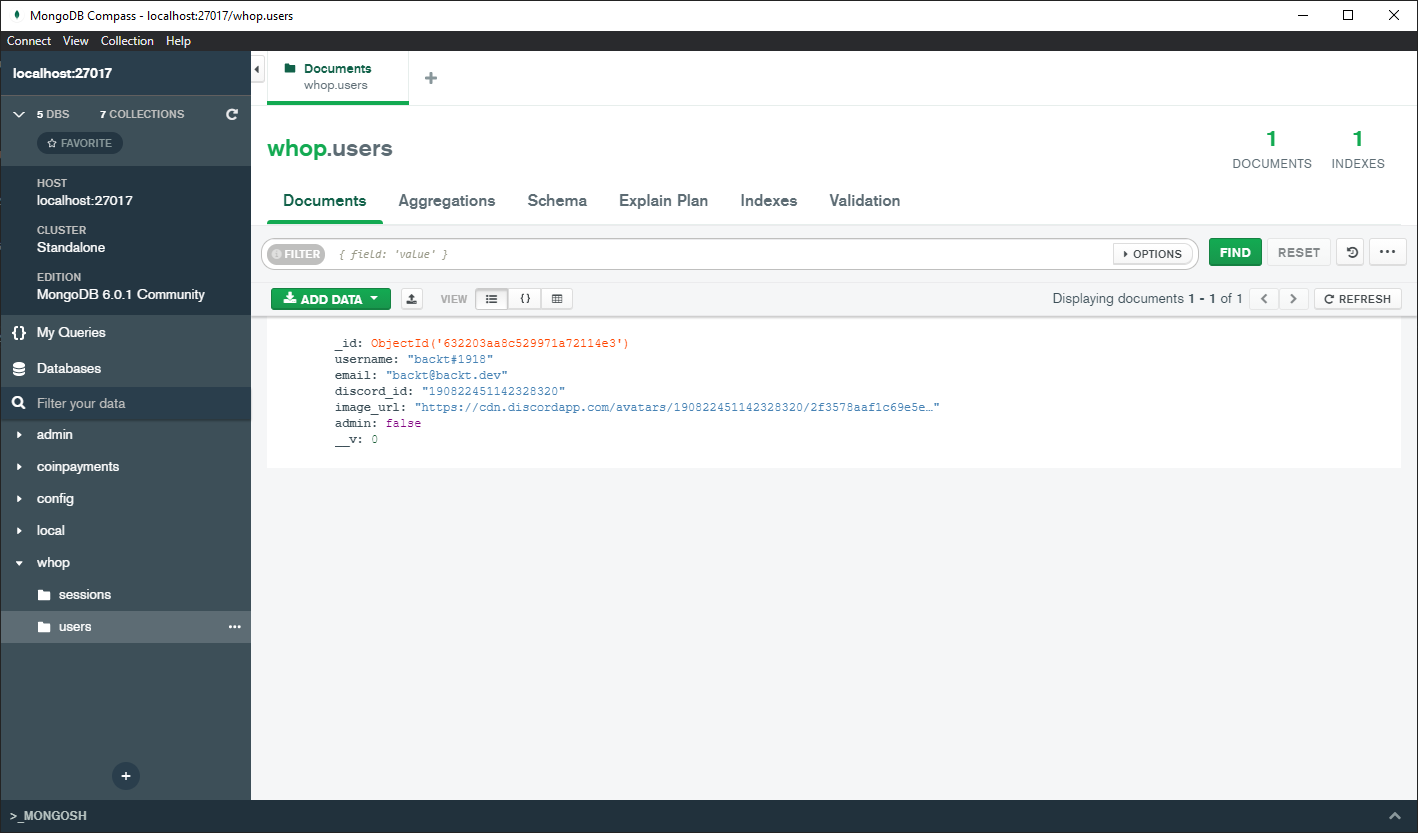 MongoDB Compass - localhost:27017/whop.users
Connect View Collection Help
localhost:27017
5 DBS 7 COLLECTIONS
FAVORITE
HOST
localhost:27017
CLUSTER
Standalone
EDITION
MongoDB 6.0.1 Community
{} My Queries
Databases
Filter your data
admin
coinpayments
config
local
whop
sessions
users
Documents
whop.users
whop.users
1
DOCUMENTS
1
INDEXES
Documents Aggregations Schema Explain Plan Indexes Validation
FILTER { field: 'value' } OPTIONS FIND RESET
ADD DATA VIEW {} Displaying documents 1 - 1 of 1 REFRESH
_id: ObjectId('632203aa8c529971a72114e3')
username: "backt#1918"
email: "backt@backt.dev"
discord_id: "190822451142328320"
image_url: "https://cdn.discordapp.com/avatars/190822451142328320/2f3578aaf1c69e5e…"
admin: false
__v: 0
>_MONGOSH